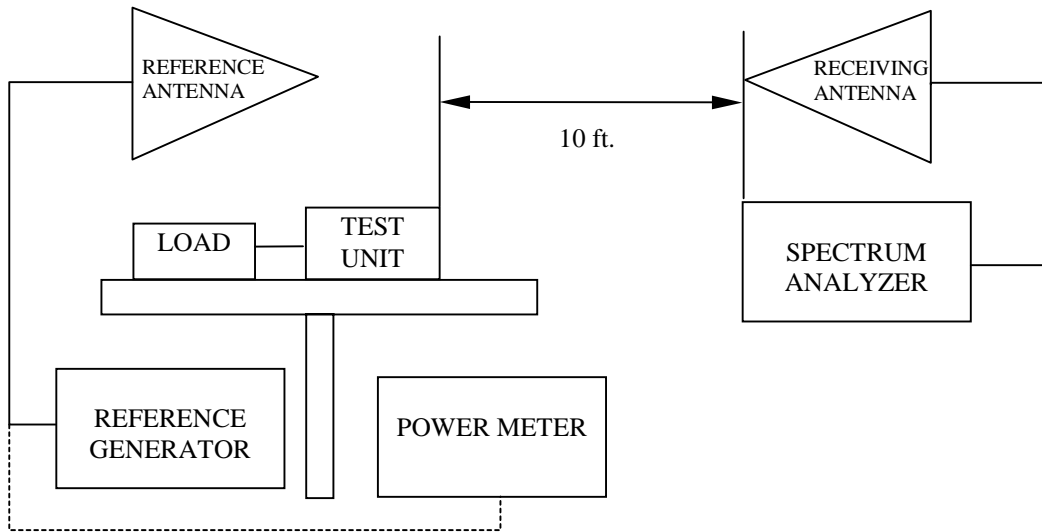 REFERENCE
ANTENNA
RECEIVING
ANTENNA
10 ft.
LOAD
TEST
UNIT
SPECTRUM
ANALYZER
REFERENCE
GENERATOR
POWER METER